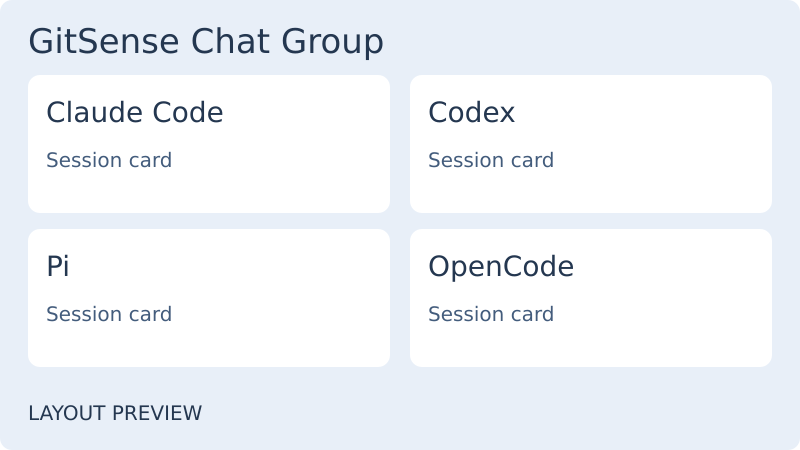 GitSense Chat Group
Claude Code
Session card
Codex
Session card
Pi
Session card
OpenCode
Session card
LAYOUT PREVIEW